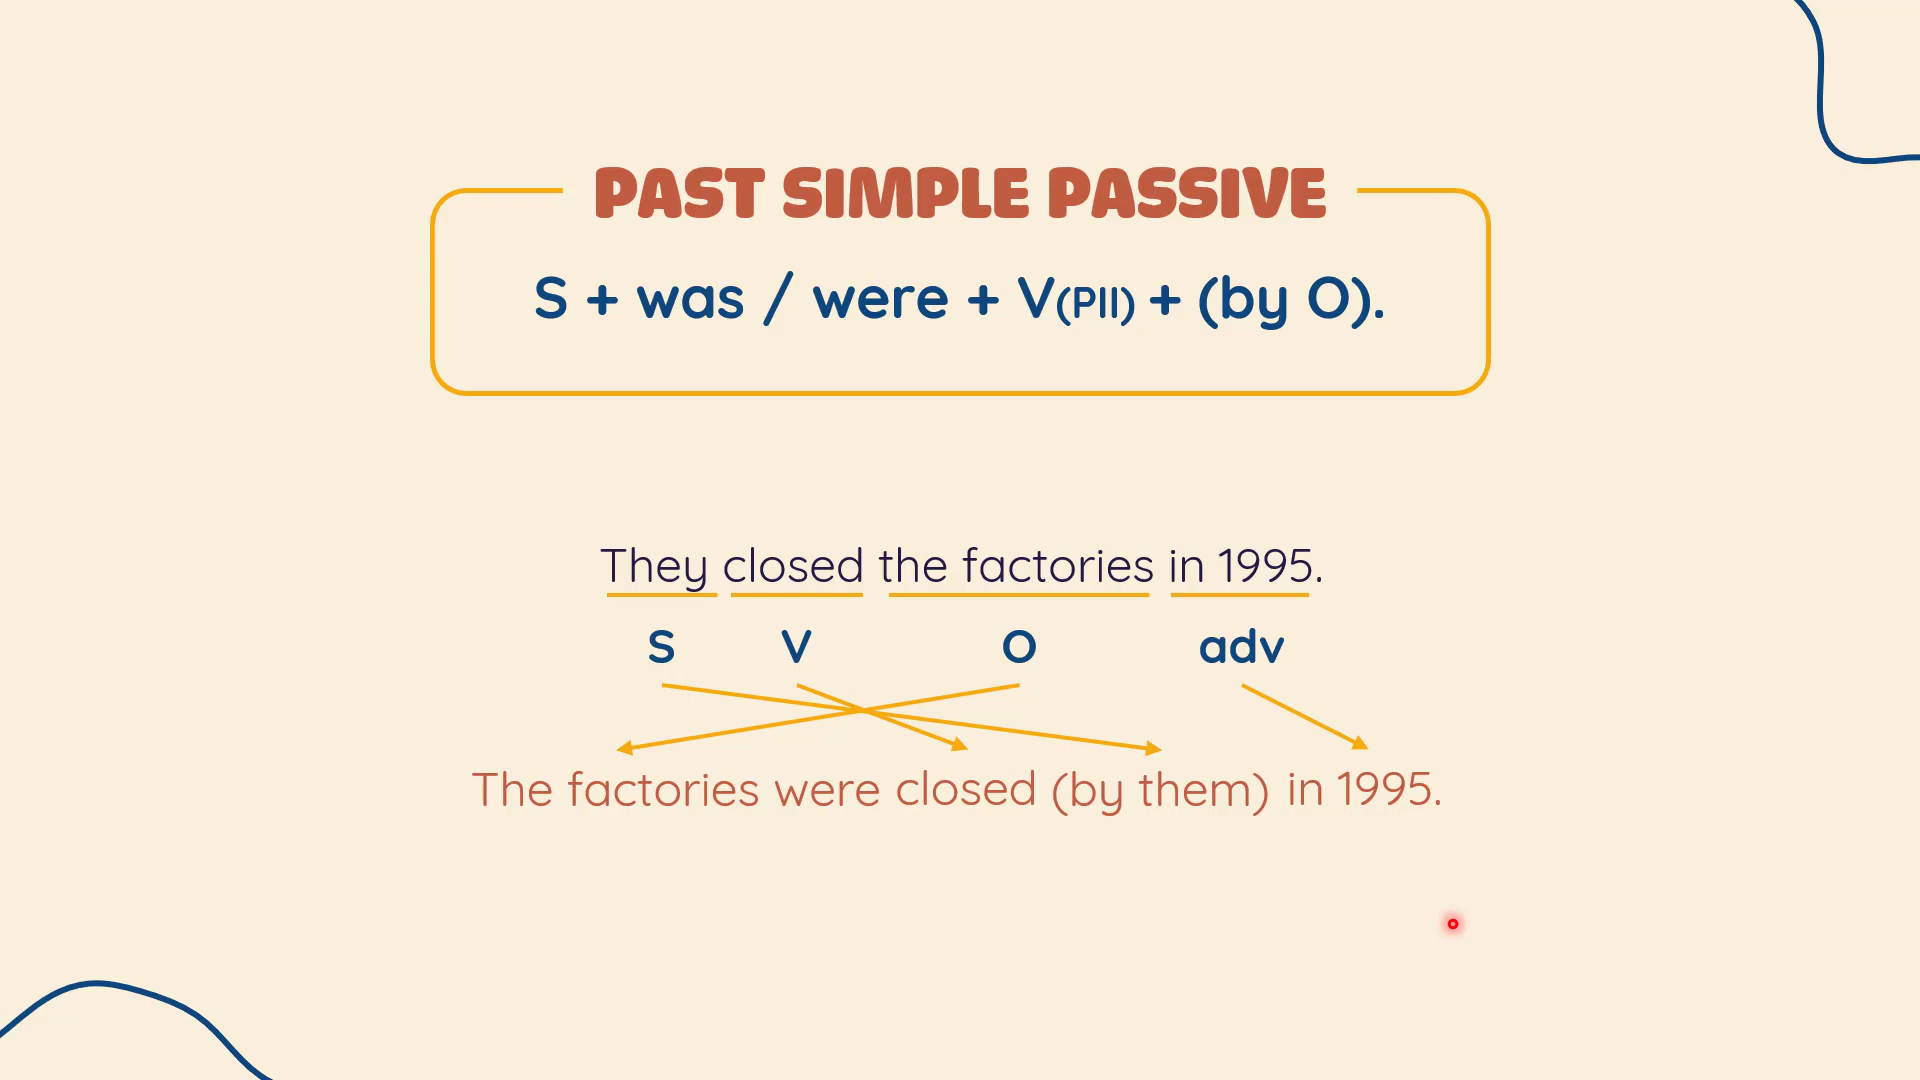 PAST SIMPLE PASSIVE
S + was / were + V(PII) + (by O).
They closed the factories in 1995.
S V O adv
The factories were closed (by them) in 1995.